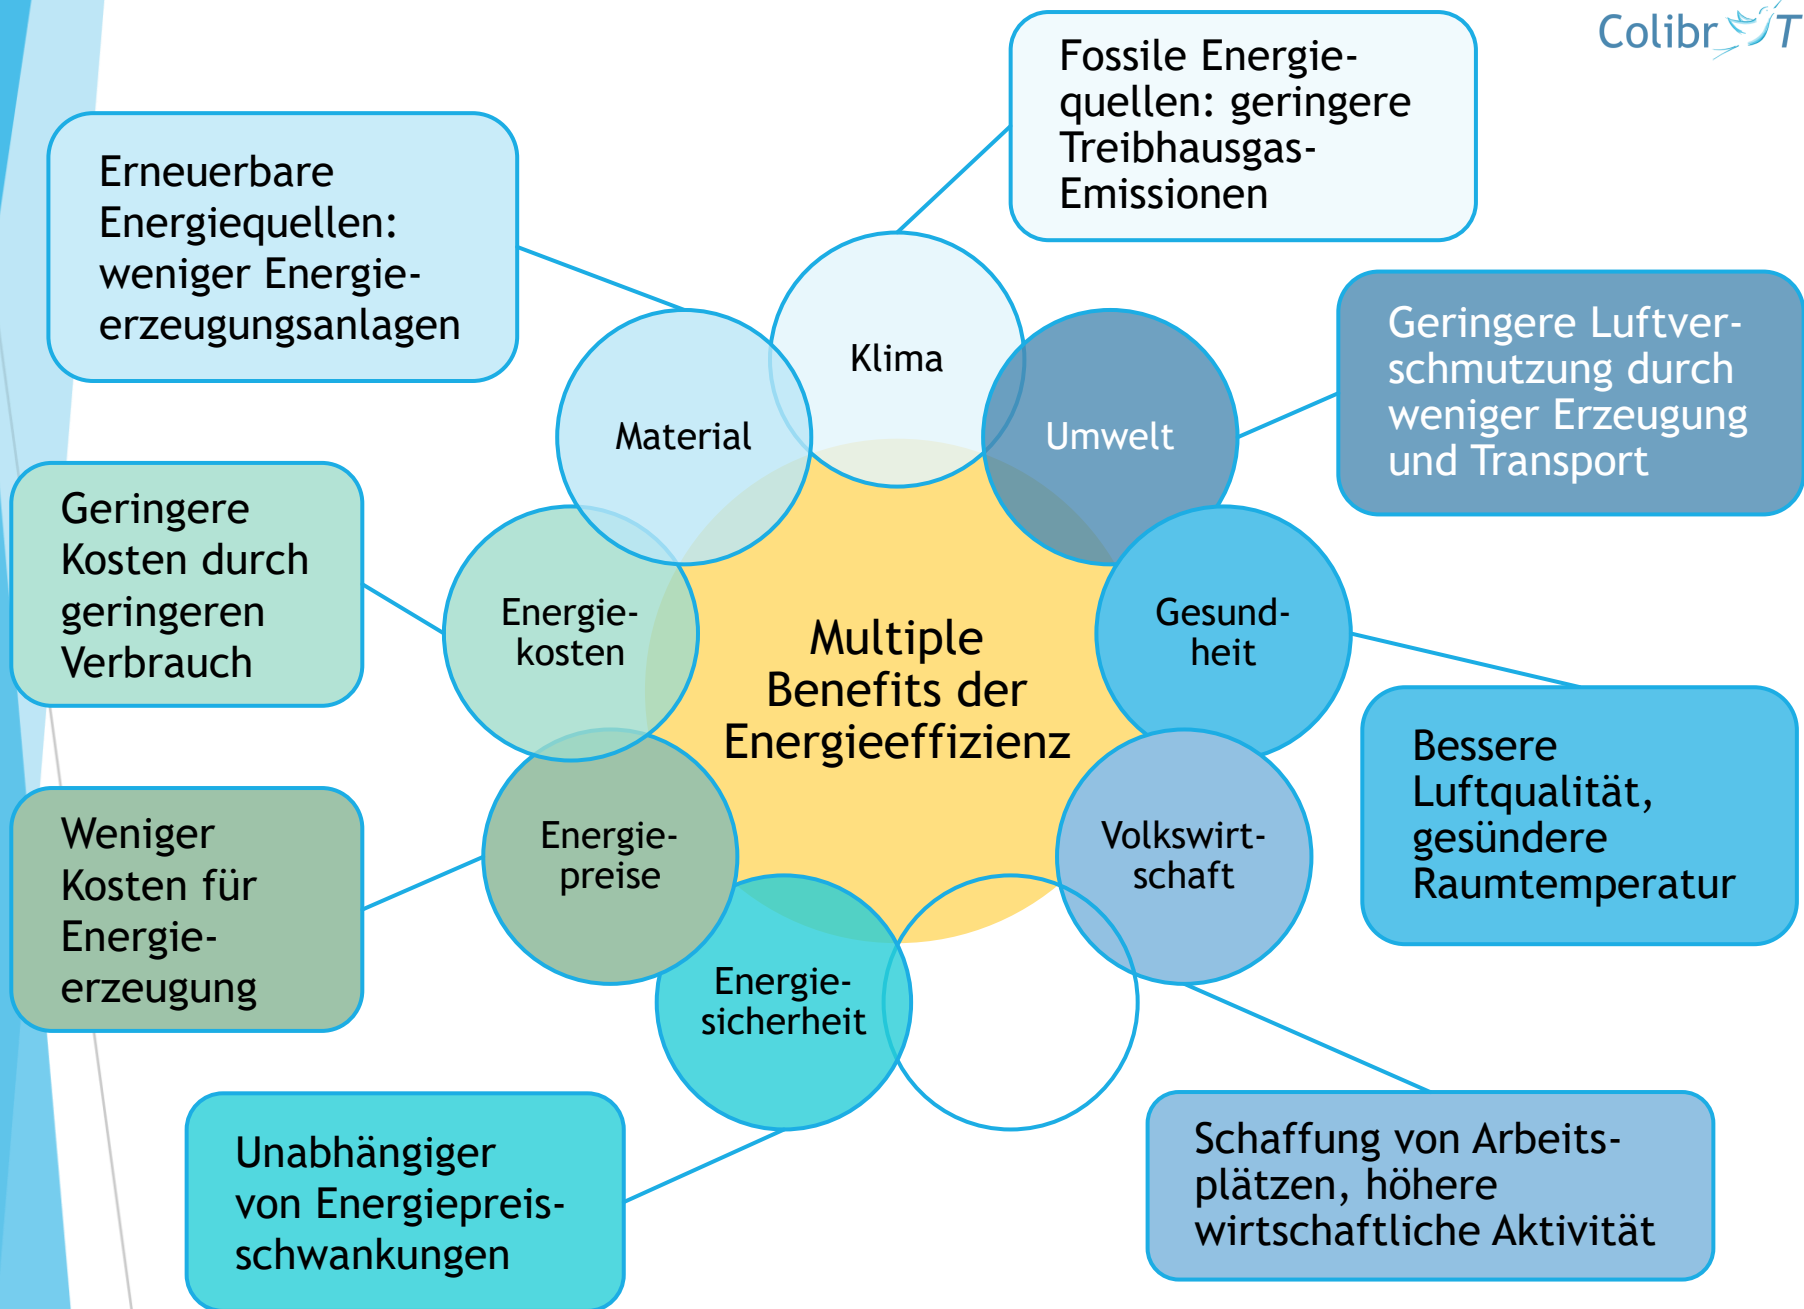 Colibr T
Fossile Energie-
quellen: geringere
Treibhausgas-
Emissionen
Erneuerbare
Energiequellen:
weniger Energie-
erzeugungsanlagen
Geringere Luftver-
schmutzung durch
weniger Erzeugung
und Transport
Klima
Material
Umwelt
Geringere
Kosten durch
geringeren
Verbrauch
Energie-
kosten
Multiple
Benefits der
Energieeffizienz
Gesund-
heit
Bessere
Luftqualität,
gesündere
Raumtemperatur
Weniger
Kosten für
Energie-
erzeugung
Energie-
preise
Volkswirt-
schaft
Energie-
sicherheit
Unabhängiger
von Energiepreis-
schwankungen
Schaffung von Arbeits-
plätzen, höhere
wirtschaftliche Aktivität